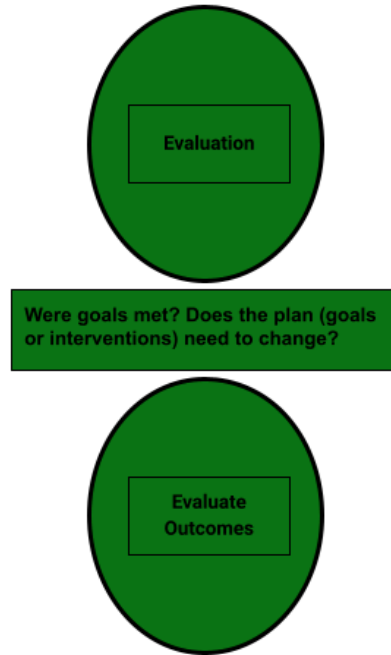 Evaluation
Were goals met? Does the plan (goals
or interventions) need to change?
Evaluate
Outcomes